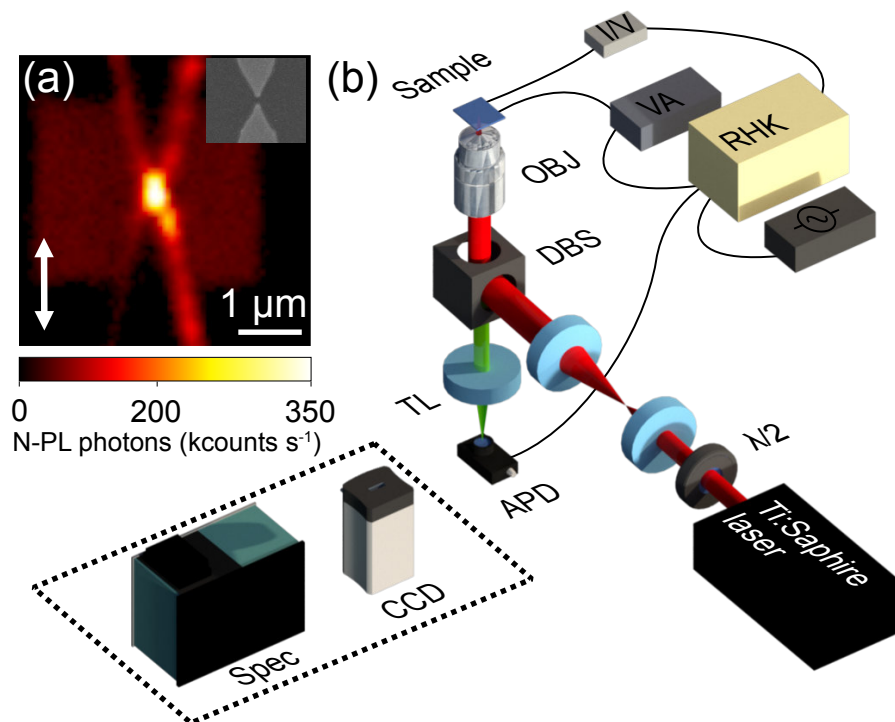 (a)
1 µm
0
200
350
N-PL photons (kcounts s⁻¹)
(b)
Sample
I/V
VA
RHK
OBJ
DBS
TL
APD
λ/2
Ti:Saphire
laser
CCD
Spec